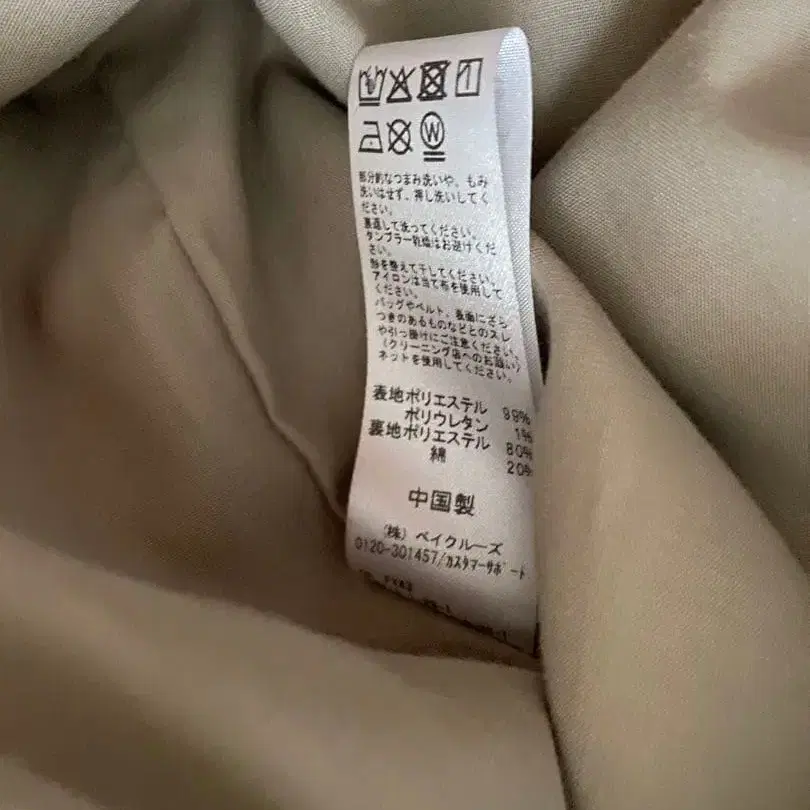 W
部分的なつまみ洗いや、もみ
洗いはせず、押し洗いしてく
ださい。
裏返して洗ってください。
タンブラー乾燥はお避けくだ
さい。
形を整えて干してください。
アイロンは当て布を使用して
ください。
バッグやベルト、表面にざら
つきのあるものなどとのスレ
や引っ掛けにご注意ください。
(クリーニング店へのお願い)
ネットを使用してください。
表地ポリエステル 99%
ポリウレタン 1%
裏地ポリエステル 80%
綿 20%
中国製
(株) ベイクルーズ
0120-301457/カスタマーサポート